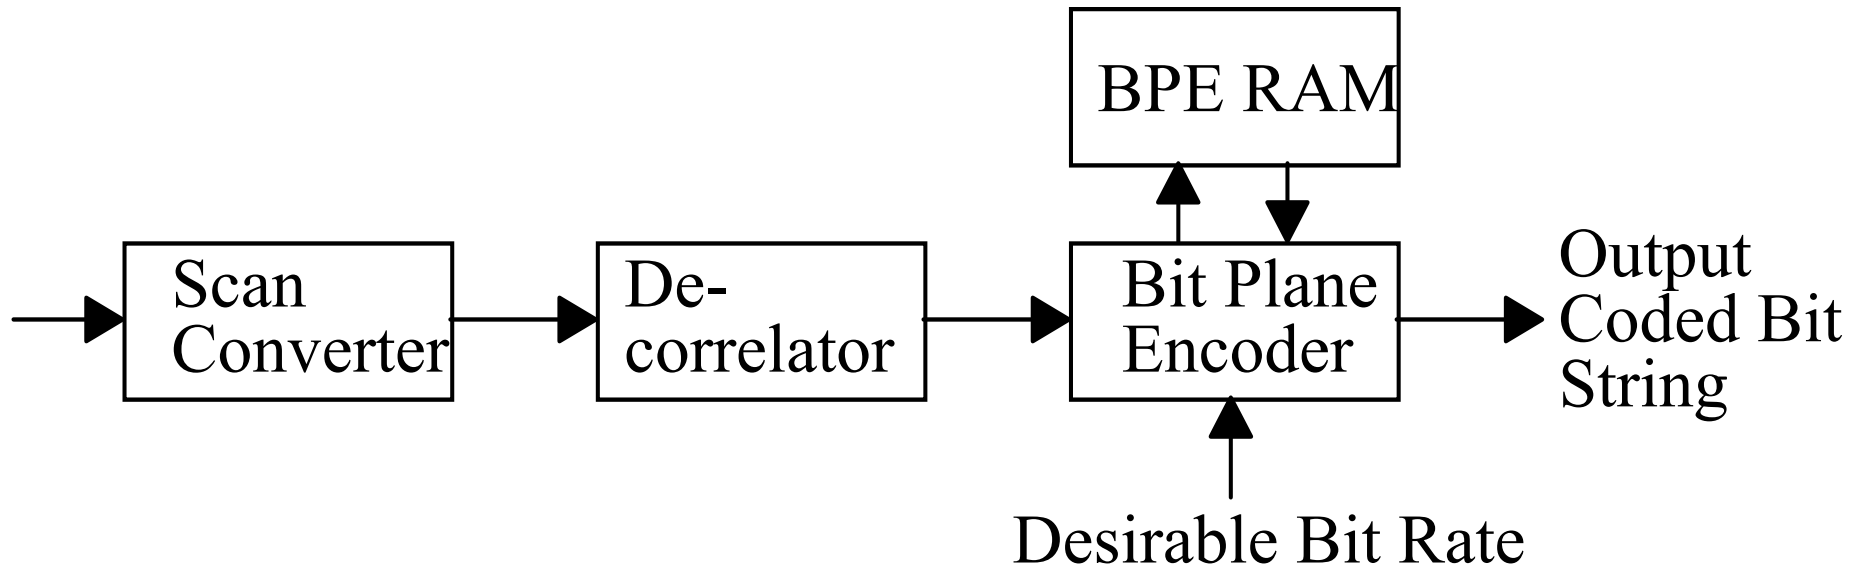 BPE RAM
Scan
Converter
De-
correlator
Bit Plane
Encoder
Output
Coded Bit
String
Desirable Bit Rate